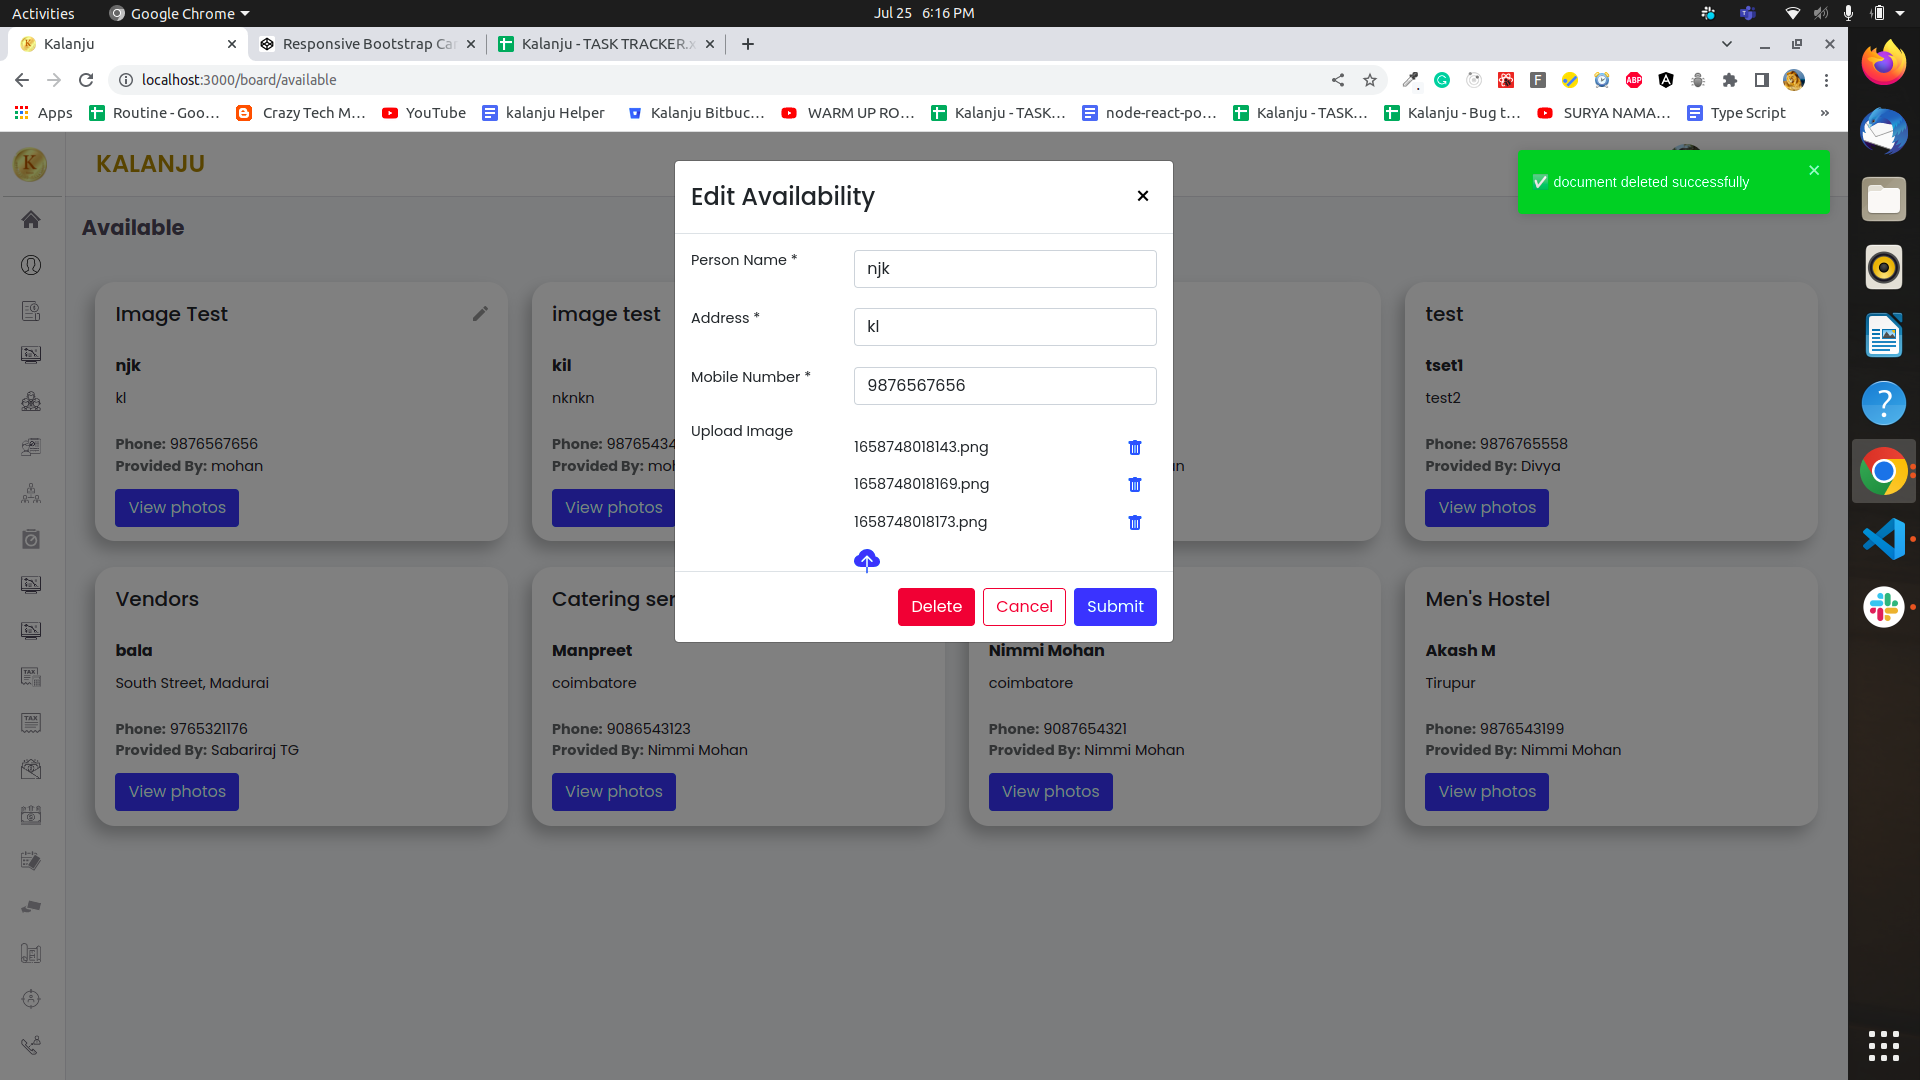 Activities
Google Chrome
Jul 25 6:16 PM
Kalanju
Responsive Bootstrap Ca
Kalanju - TASK TRACKER.x
localhost:3000/board/available
Apps
Routine - Goo...
Crazy Tech M...
YouTube
kalanju Helper
Kalanju Bitbuc...
WARM UP RO...
Kalanju - TASK...
node-react-po...
Kalanju - TASK...
Kalanju - Bug t...
SURYA NAMA...
Type Script
»
KALANJU
✅ document deleted successfully
Available
Edit Availability
Person Name *
njk
Address *
kl
Mobile Number *
9876567656
Upload Image
1658748018143.png
1658748018169.png
1658748018173.png
Delete
Cancel
Submit
Image Test
njk
kl
Phone: 9876567656
Provided By: mohan
View photos
image test
kil
nknkn
Phone: 98765434
Provided By: moh
View photos
an
test
tset1
test2
Phone: 9876765558
Provided By: Divya
View photos
Vendors
bala
South Street, Madurai
Phone: 9765321176
Provided By: Sabariraj TG
View photos
Catering ser
Manpreet
coimbatore
Phone: 9086543123
Provided By: Nimmi Mohan
View photos
Nimmi Mohan
coimbatore
Phone: 9087654321
Provided By: Nimmi Mohan
View photos
Men's Hostel
Akash M
Tirupur
Phone: 9876543199
Provided By: Nimmi Mohan
View photos